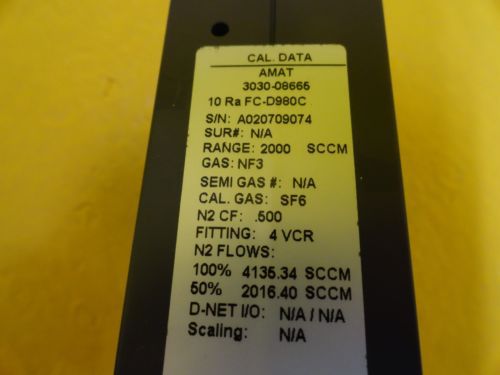 CAL. DATA
AMAT
3030-08665
10 Ra FC-D980C
S/N: A020709074
SUR#: N/A
RANGE: 2000 SCCM
GAS: NF3
SEMI GAS #: N/A
CAL. GAS: SF6
N2 CF: .500
FITTING: 4 VCR
N2 FLOWS:
100% 4135.34 SCCM
50% 2016.40 SCCM
D-NET I/O: N/A / N/A
Scaling: N/A